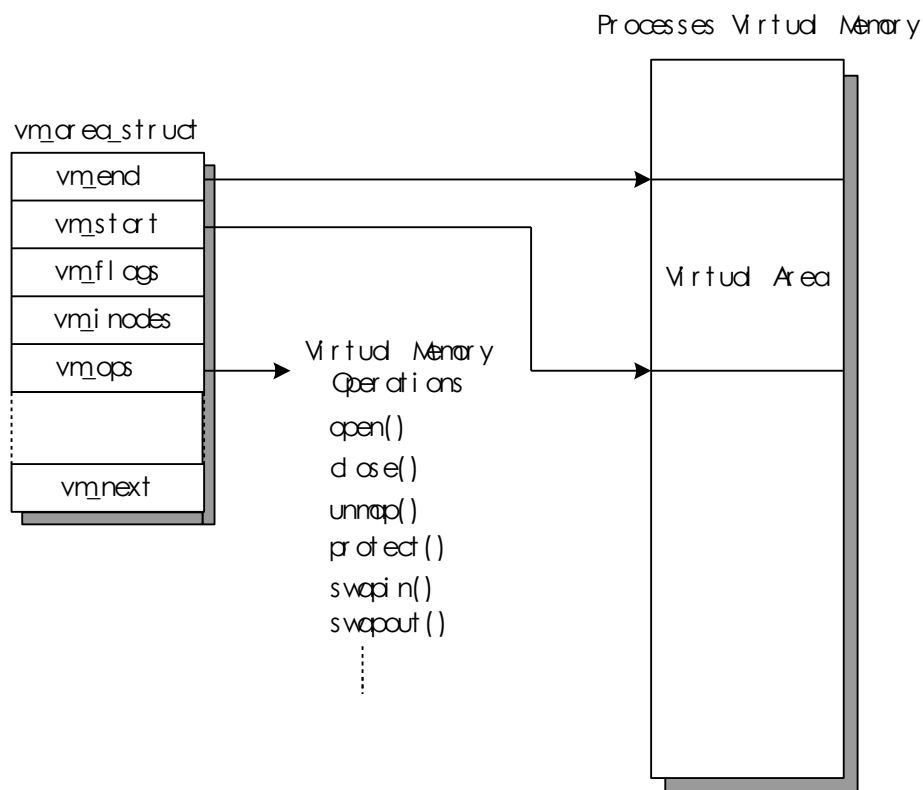 Processes Virtual Memory
vm_area_struct
vm_end
vm_start
vm_flags
vm_inodes
vm_ops
vm_next
Virtual Memory
Operations
open()
close()
unmap()
protect()
swapin()
swapout()
Virtual Area